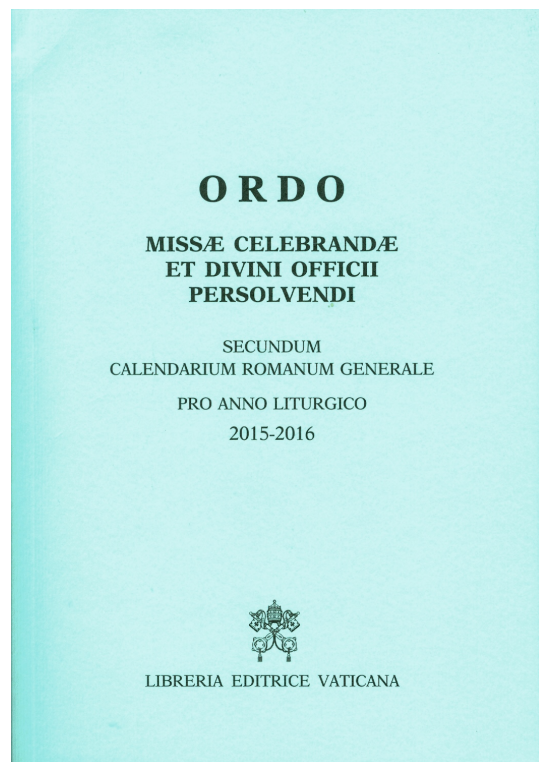 ORDO
MISSÆ CELEBRANDÆ
ET DIVINI OFFICII
PERSOLVENDI
SECUNDUM
CALENDARIUM ROMANUM GENERALE
PRO ANNO LITURGICO
2015-2016
LIBRERIA EDITRICE VATICANA